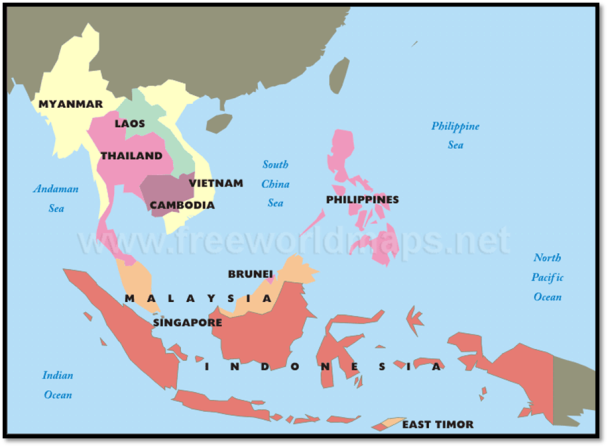 MYANMAR
LAOS
THAILAND
VIETNAM
CAMBODIA
Andaman
Sea
South
China
Sea
Philippine
Sea
PHILIPPINES
www.freeworldmaps.net
North
Pacific
Ocean
BRUNEI
MALAYSIA
SINGAPORE
INDONESIA
Indian
Ocean
EAST TIMOR